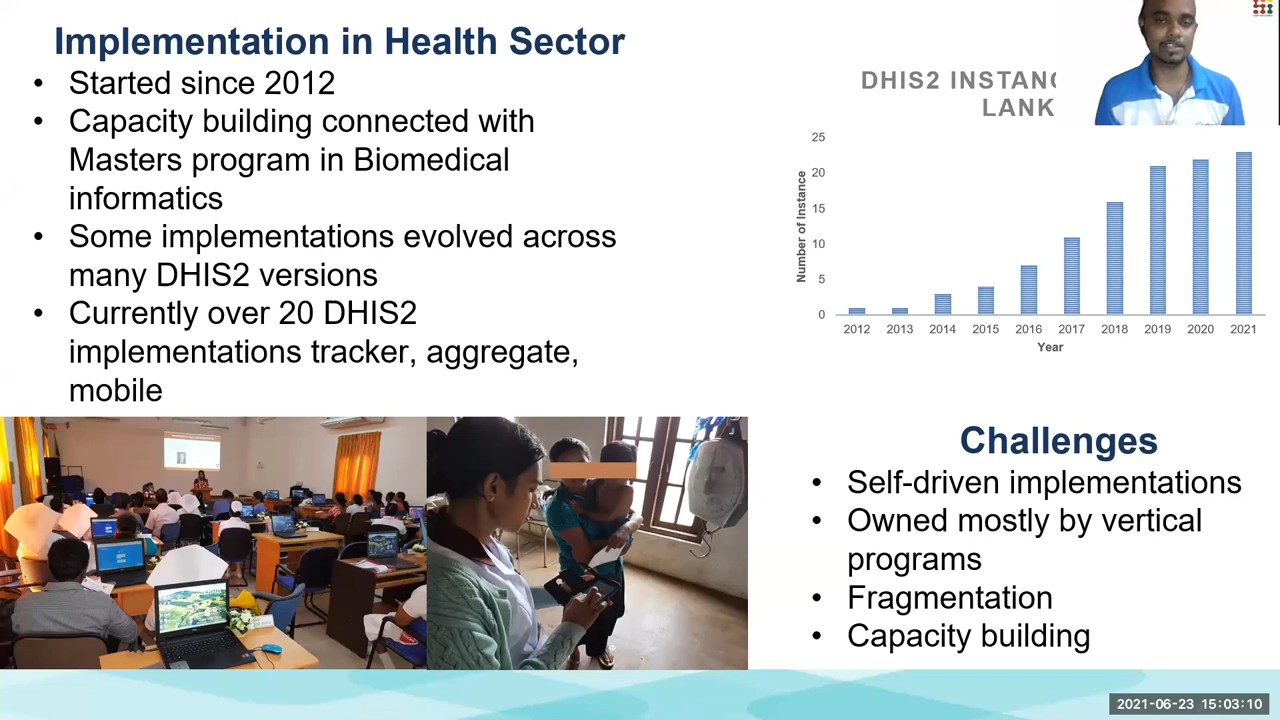 Implementation in Health Sector
• Started since 2012
• Capacity building connected with
Masters program in Biomedical
informatics
• Some implementations evolved across
many DHIS2 versions
• Currently over 20 DHIS2
implementations tracker, aggregate,
mobile
DHIS2 INSTANC
LANK
Number of Instance
25
20
15
10
5
0
2012 2013 2014 2015 2016 2017 2018 2019 2020 2021
Year
Challenges
• Self-driven implementations
• Owned mostly by vertical
programs
• Fragmentation
• Capacity building
2021-06-23 15:03:10